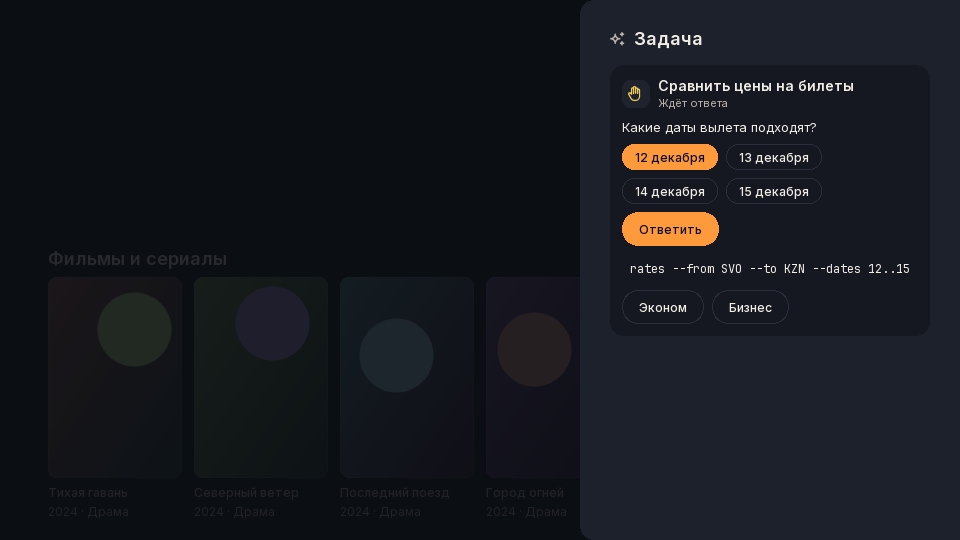 Задача
Сравнить цены на билеты
Ждёт ответа
Какие даты вылета подходят?
12 декабря
13 декабря
14 декабря
15 декабря
Ответить
rates --from SVO --to KZN --dates 12..15
Эконом
Бизнес
Фильмы и сериалы
Тихая гавань
2024 · Драма
Северный ветер
2024 · Драма
Последний поезд
2024 · Драма
Город огней
2024 · Драма